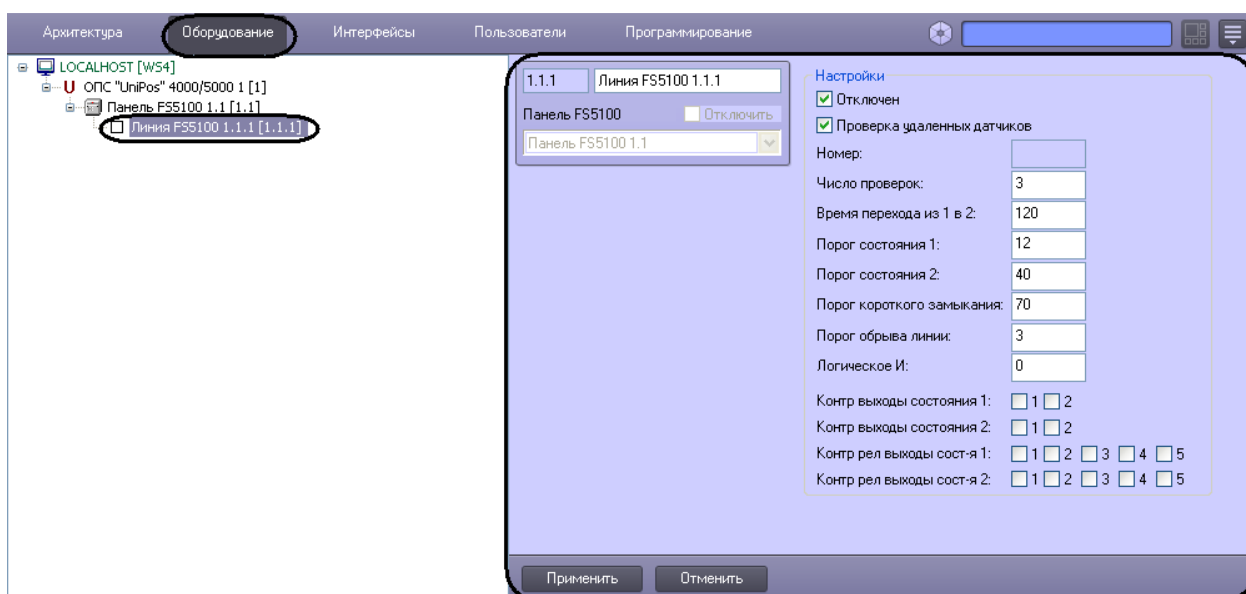 Архитектура Оборудование Интерфейсы Пользователи Программирование
LOCALHOST [WS4]
ОПС "UniPos" 4000/5000 1 [1]
Панель FS5100 1.1 [1.1]
Линия FS5100 1.1.1 [1.1.1]
1.1.1 Линия FS5100 1.1.1
Панель FS5100 Отключить
Панель FS5100 1.1
Настройки
Отключен
Проверка удаленных датчиков
Номер:
Число проверок: 3
Время перехода из 1 в 2: 120
Порог состояния 1: 12
Порог состояния 2: 40
Порог короткого замыкания: 70
Порог обрыва линии: 3
Логическое И: 0
Контр выходы состояния 1: 1 2
Контр выходы состояния 2: 1 2
Контр рел выходы сост-я 1: 1 2 3 4 5
Контр рел выходы сост-я 2: 1 2 3 4 5
Применить Отменить